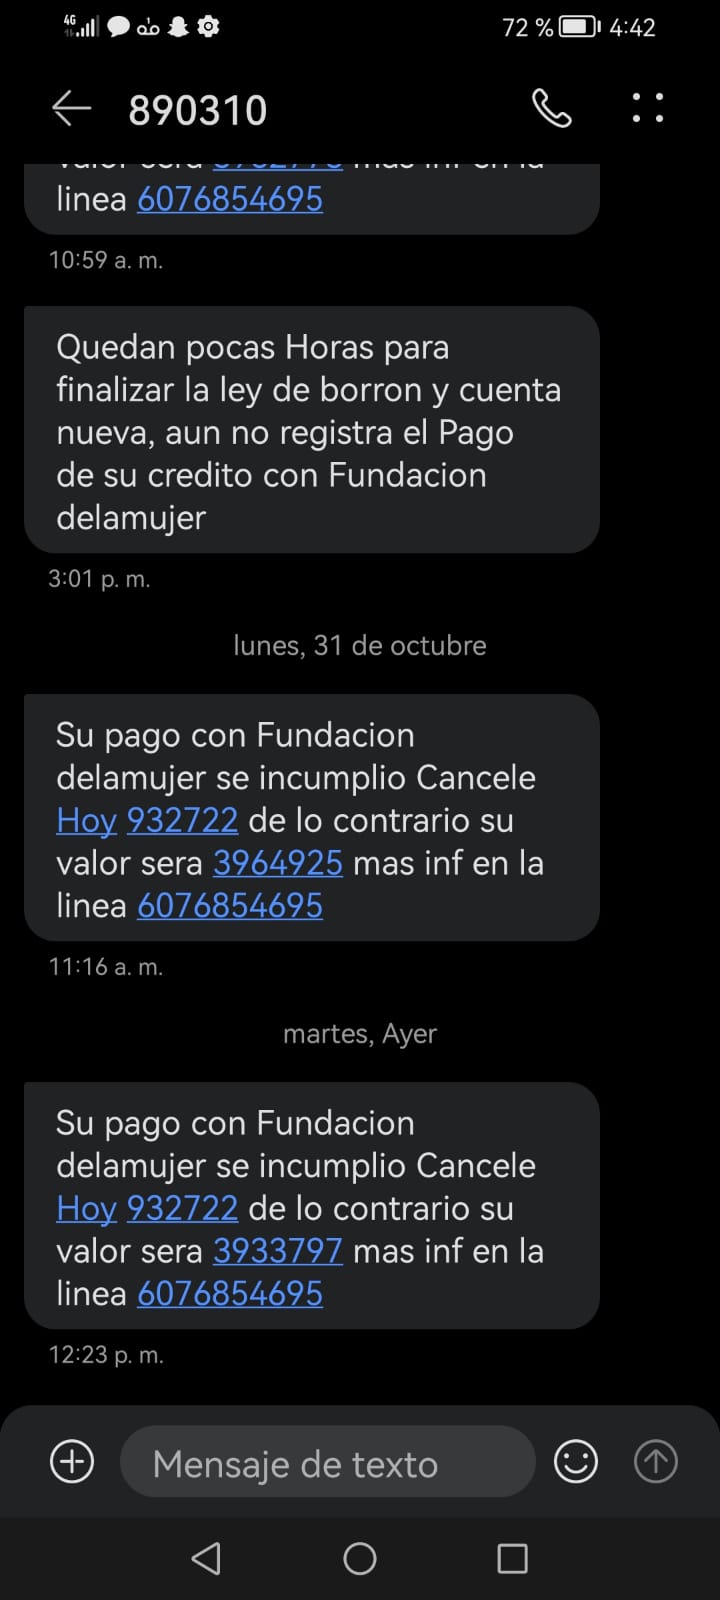 4G 72 % 4:42
890310
linea 6076854695
10:59 a. m.
Quedan pocas Horas para
finalizar la ley de borron y cuenta
nueva, aun no registra el Pago
de su credito con Fundacion
delamujer
3:01 p. m.
lunes, 31 de octubre
Su pago con Fundacion
delamujer se incumplio Cancele
Hoy 932722 de lo contrario su
valor sera 3964925 mas inf en la
linea 6076854695
11:16 a. m.
martes, Ayer
Su pago con Fundacion
delamujer se incumplio Cancele
Hoy 932722 de lo contrario su
valor sera 3933797 mas inf en la
linea 6076854695
12:23 p. m.
Mensaje de texto